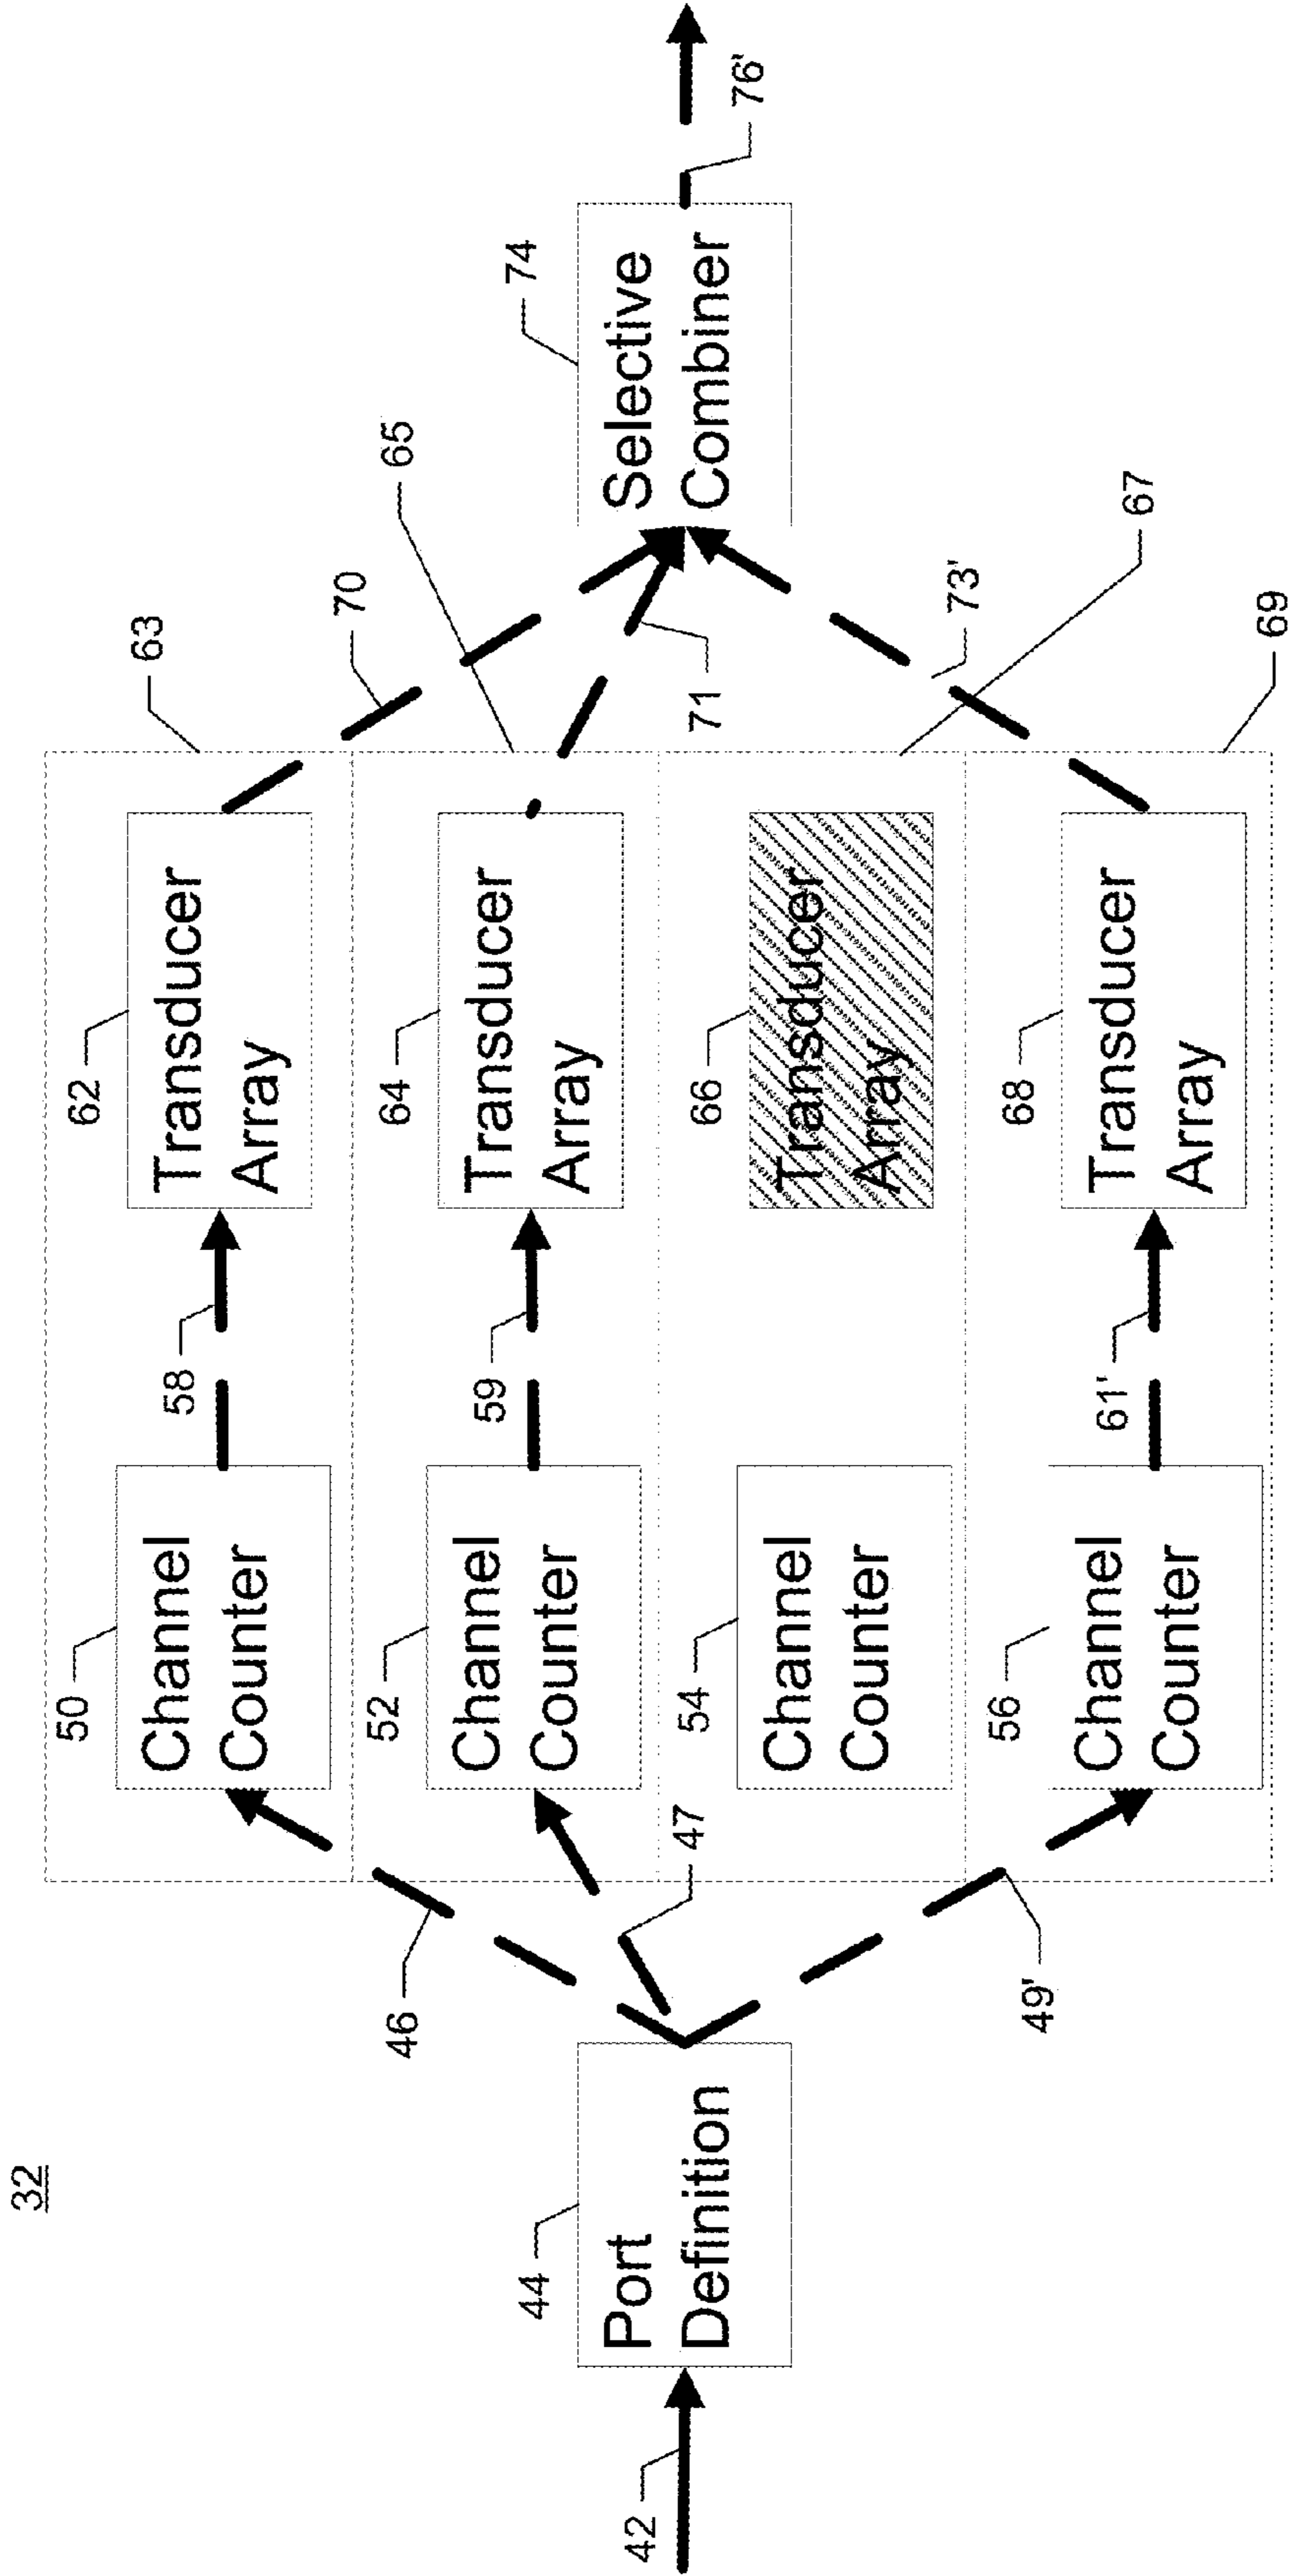 32
42
44
Port
Definition
46
47
49'
50
Channel
Counter
58
62
Transducer
Array
63
52
Channel
Counter
59
64
Transducer
Array
65
54
Channel
Counter
66
Transducer
Array
67
56
Channel
Counter
61'
68
Transducer
Array
69
70
71
73'
74
Selective
Combiner
76'